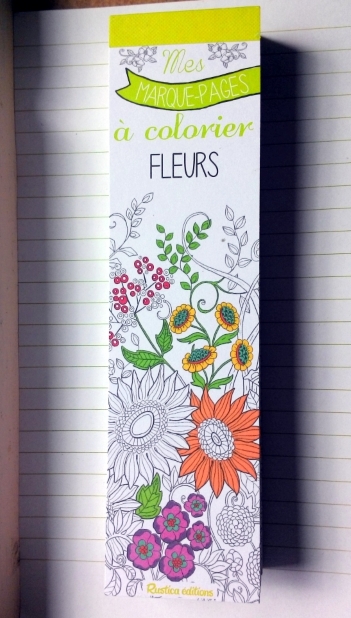 Mes
MARQUE-PAGES
à colorier
FLEURS
Rustica éditions